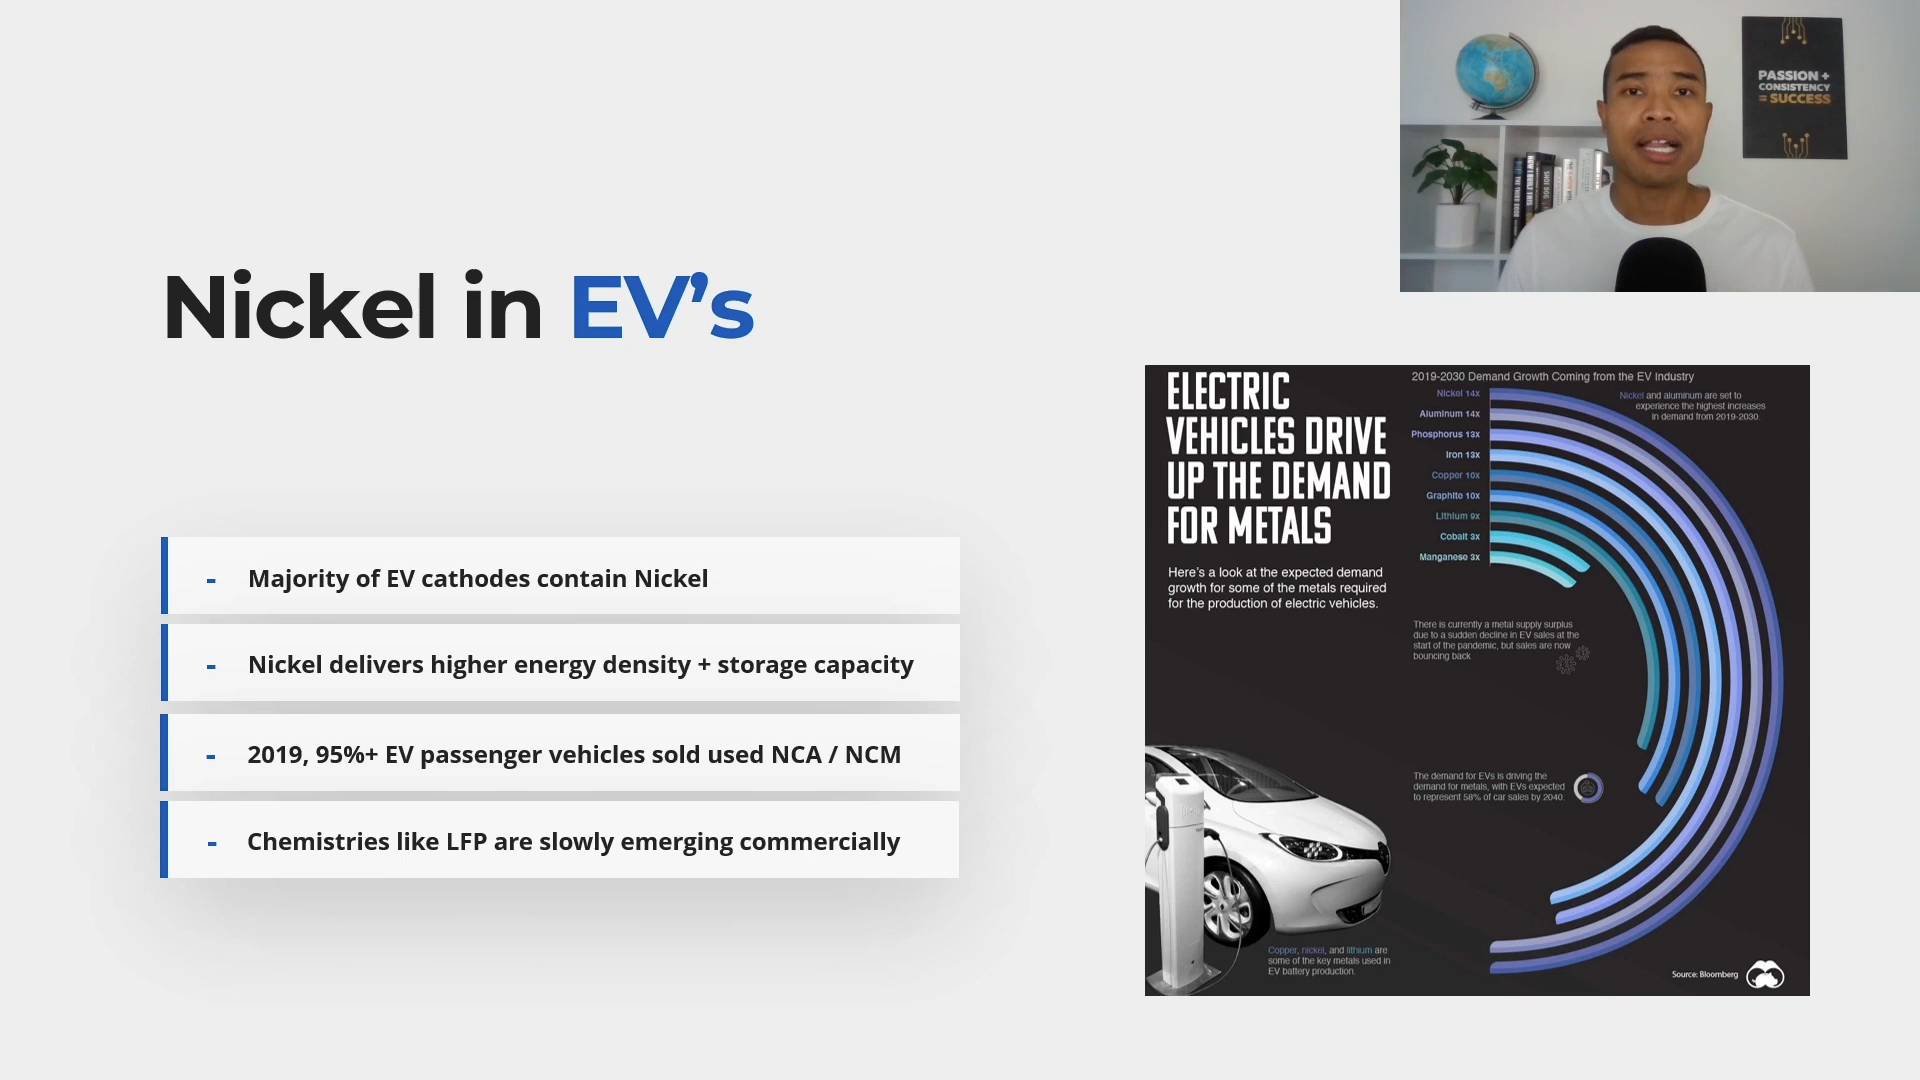 PASSION +
CONSISTENCY
= SUCCESS
Nickel in EV's
- Majority of EV cathodes contain Nickel
- Nickel delivers higher energy density + storage capacity
- 2019, 95%+ EV passenger vehicles sold used NCA / NCM
- Chemistries like LFP are slowly emerging commercially
ELECTRIC
VEHICLES DRIVE
UP THE DEMAND
FOR METALS
Here's a look at the expected demand
growth for some of the metals required
for the production of electric vehicles.
2019-2030 Demand Growth Coming from the EV Industry
Nickel 14x
Aluminum 14x
Phosphorus 13x
Iron 13x
Copper 10x
Graphite 10x
Lithium 9x
Cobalt 3x
Manganese 3x
Nickel and aluminum are set to
experience the highest increases
in demand from 2019-2030.
There is currently a metal supply surplus
due to a sudden decline in EV sales at the
start of the pandemic, but sales are now
bouncing back
The demand for EVs is driving the
demand for metals, with EVs expected
to represent 58% of car sales by 2040.
Copper, nickel, and lithium are
some of the key metals used in
EV battery production.
Source: Bloomberg